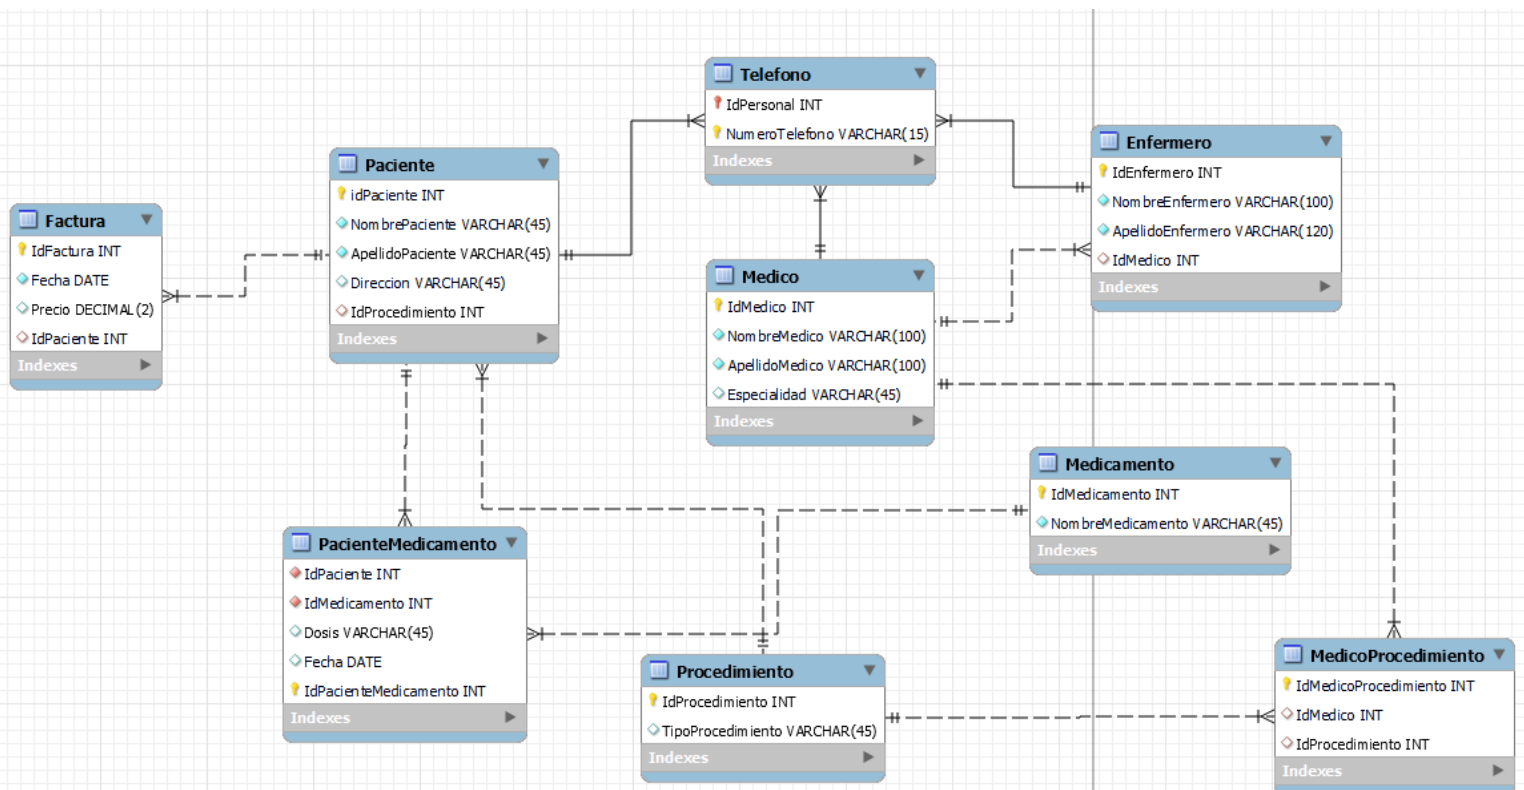 Telefono
IdPersonal INT
NumeroTelefono VARCHAR(15)
Indexes
Enfermero
IdEnfermero INT
NombreEnfermero VARCHAR(100)
ApellidoEnfermero VARCHAR(120)
IdMedico INT
Indexes
Paciente
idPaciente INT
NombrePaciente VARCHAR(45)
ApellidoPaciente VARCHAR(45)
Direccion VARCHAR(45)
IdProcedimiento INT
Indexes
Factura
IdFactura INT
Fecha DATE
Precio DECIMAL(2)
IdPaciente INT
Indexes
Medico
IdMedico INT
NombreMedico VARCHAR(100)
ApellidoMedico VARCHAR(100)
Especialidad VARCHAR(45)
Indexes
Medicamento
IdMedicamento INT
NombreMedicamento VARCHAR(45)
Indexes
PacienteMedicamento
IdPaciente INT
IdMedicamento INT
Dosis VARCHAR(45)
Fecha DATE
IdPacienteMedicamento INT
Indexes
Procedimiento
IdProcedimiento INT
TipoProcedimiento VARCHAR(45)
Indexes
MedicoProcedimiento
IdMedicoProcedimiento INT
IdMedico INT
IdProcedimiento INT
Indexes